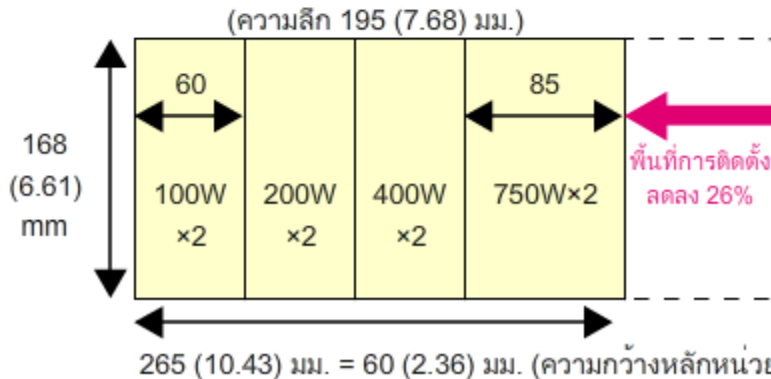 (ความลึก 195 (7.68) มม.)
60
85
168
(6.61)
mm
พื้นที่การติดตั้ง
ลดลง 26%
100W
×2
200W
×2
400W
×2
750W×2
265 (10.43) มม. = 60 (2.36) มม. (ความกว้างหลักหน่วย